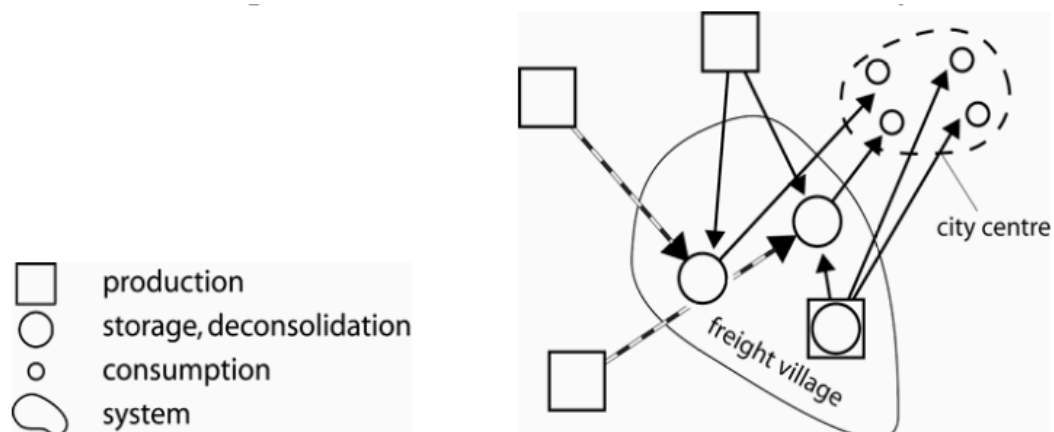 city centre
freight village
production
storage, deconsolidation
consumption
system